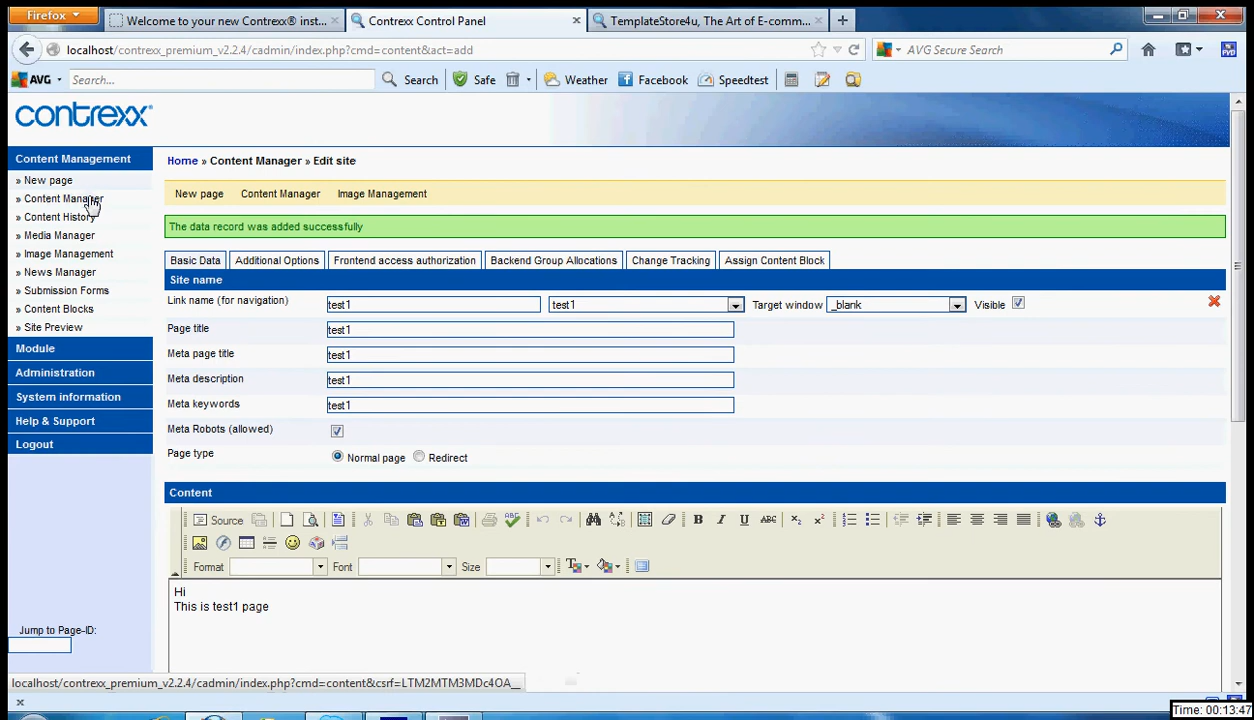 Firefox
Welcome to your new Contrexx® inst...
Contrexx Control Panel
TemplateStore4u, The Art of E-comm...
localhost/contrexx_premium_v2.2.4/cadmin/index.php?cmd=content&act=add
AVG Secure Search
AVG
Search...
Search
Safe
Weather
Facebook
Speedtest
contrexx®
Content Management
» New page
» Content Manager
» Content History
» Media Manager
» Image Management
» News Manager
» Submission Forms
» Content Blocks
» Site Preview
Module
Administration
System information
Help & Support
Logout
Jump to Page-ID:
Home » Content Manager » Edit site
New page Content Manager Image Management
The data record was added successfully
Basic Data Additional Options Frontend access authorization Backend Group Allocations Change Tracking Assign Content Block
Site name
Link name (for navigation) test1 test1 Target window _blank Visible
Page title test1
Meta page title test1
Meta description test1
Meta keywords test1
Meta Robots (allowed)
Page type Normal page Redirect
Content
Source B I U ABC
Format Font Size
Hi
This is test1 page
localhost/contrexx_premium_v2.2.4/cadmin/index.php?cmd=content&csrf=LTM2MTM3MDc4OA__
Time: 00:13:47